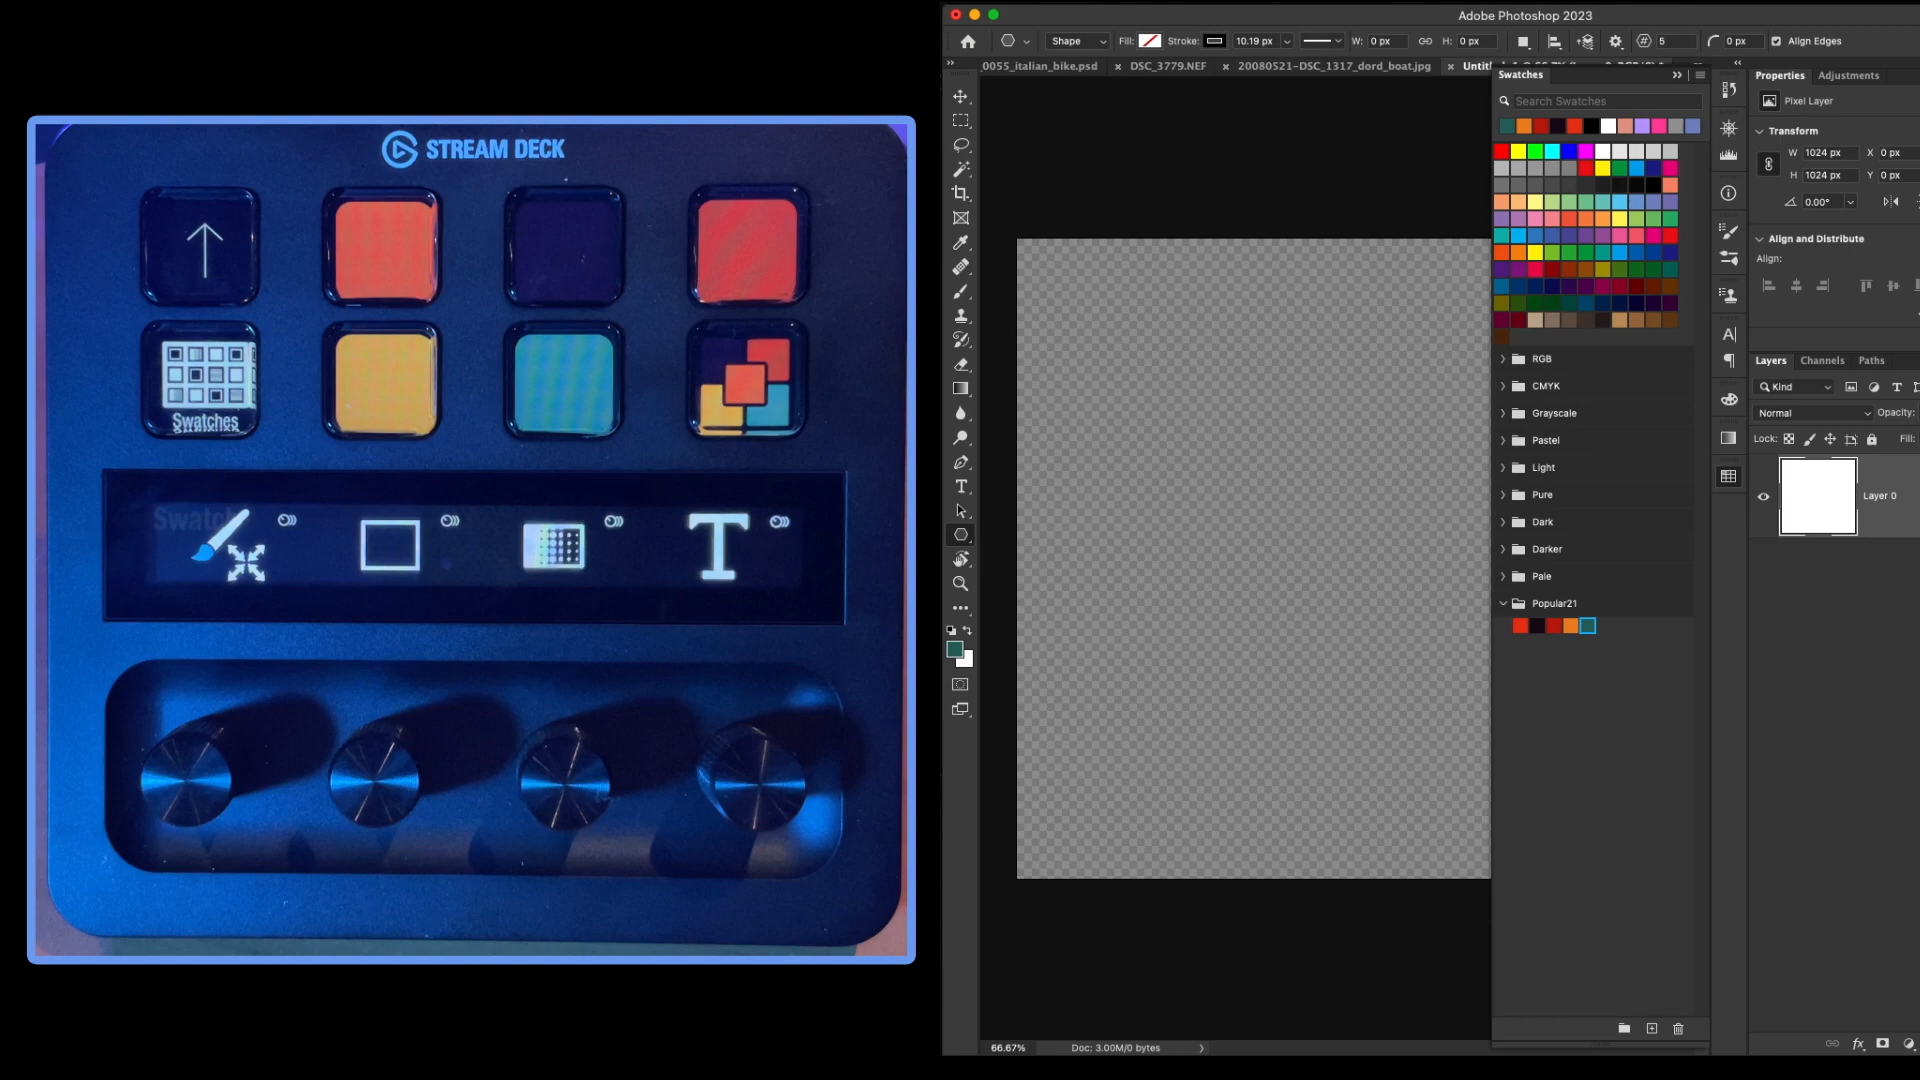 STREAM DECK
Swatches
Swatch
T
Adobe Photoshop 2023
Shape
Fill:
Stroke:
10.19 px
W: 0 px
H: 0 px
5
0 px
Align Edges
_0055_italian_bike.psd
DSC_3779.NEF
20080521-DSC_1317_dord_boat.jpg
Swatches
Search Swatches
RGB
CMYK
Grayscale
Pastel
Light
Pure
Dark
Darker
Pale
Popular21
Properties
Adjustments
Pixel Layer
Transform
W 1024 px
X 0 px
H 1024 px
Y 0 px
0.00°
Align and Distribute
Align:
Layers
Channels
Paths
Kind
Normal
Opacity:
Lock:
Fill:
Layer 0
fx
66.67%
Doc: 3.00M/0 bytes